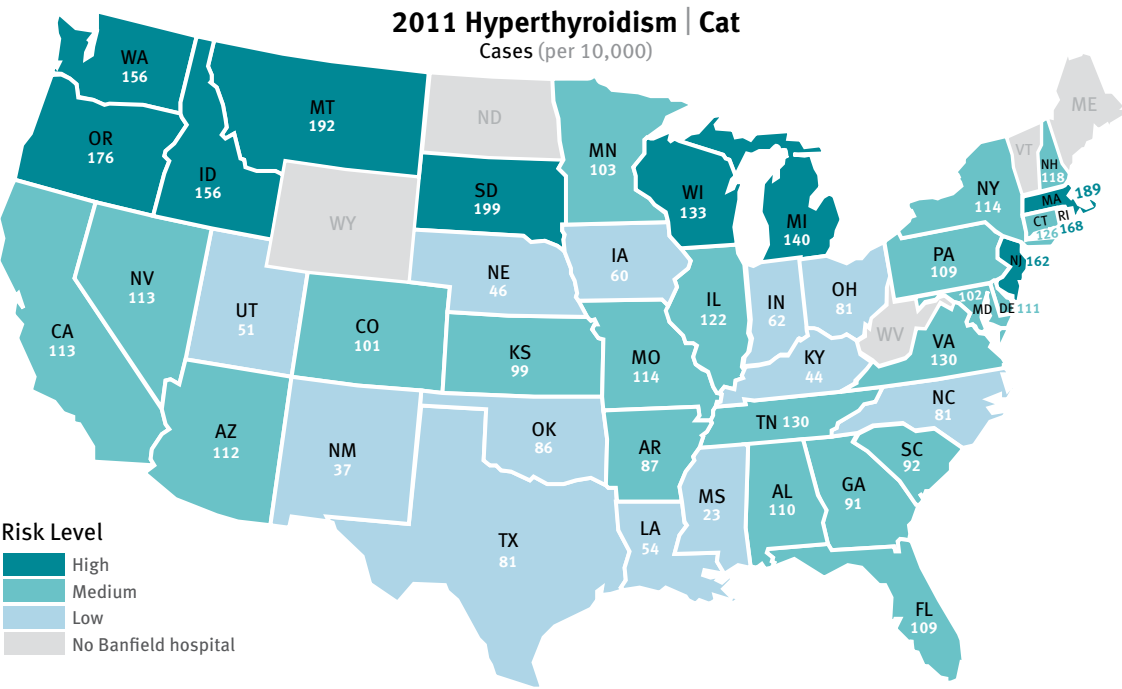 2011 Hyperthyroidism | Cat
Cases (per 10,000)
WA
156
MT
192
ND
ME
OR
176
ID
156
MN
103
VT
NH
118
SD
199
WI
133
NY
114
MA
189
WY
MI
140
CT
126
RI
168
IA
60
PA
109
NJ 162
NV
113
NE
46
UT
51
IL
122
IN
62
OH
81
102
MD
DE 111
CA
113
CO
101
WV
VA
130
KS
99
MO
114
KY
44
NC
81
AZ
112
NM
37
OK
86
AR
87
TN 130
SC
92
MS
23
AL
110
GA
91
TX
81
LA
54
FL
109
Risk Level
High
Medium
Low
No Banfield hospital